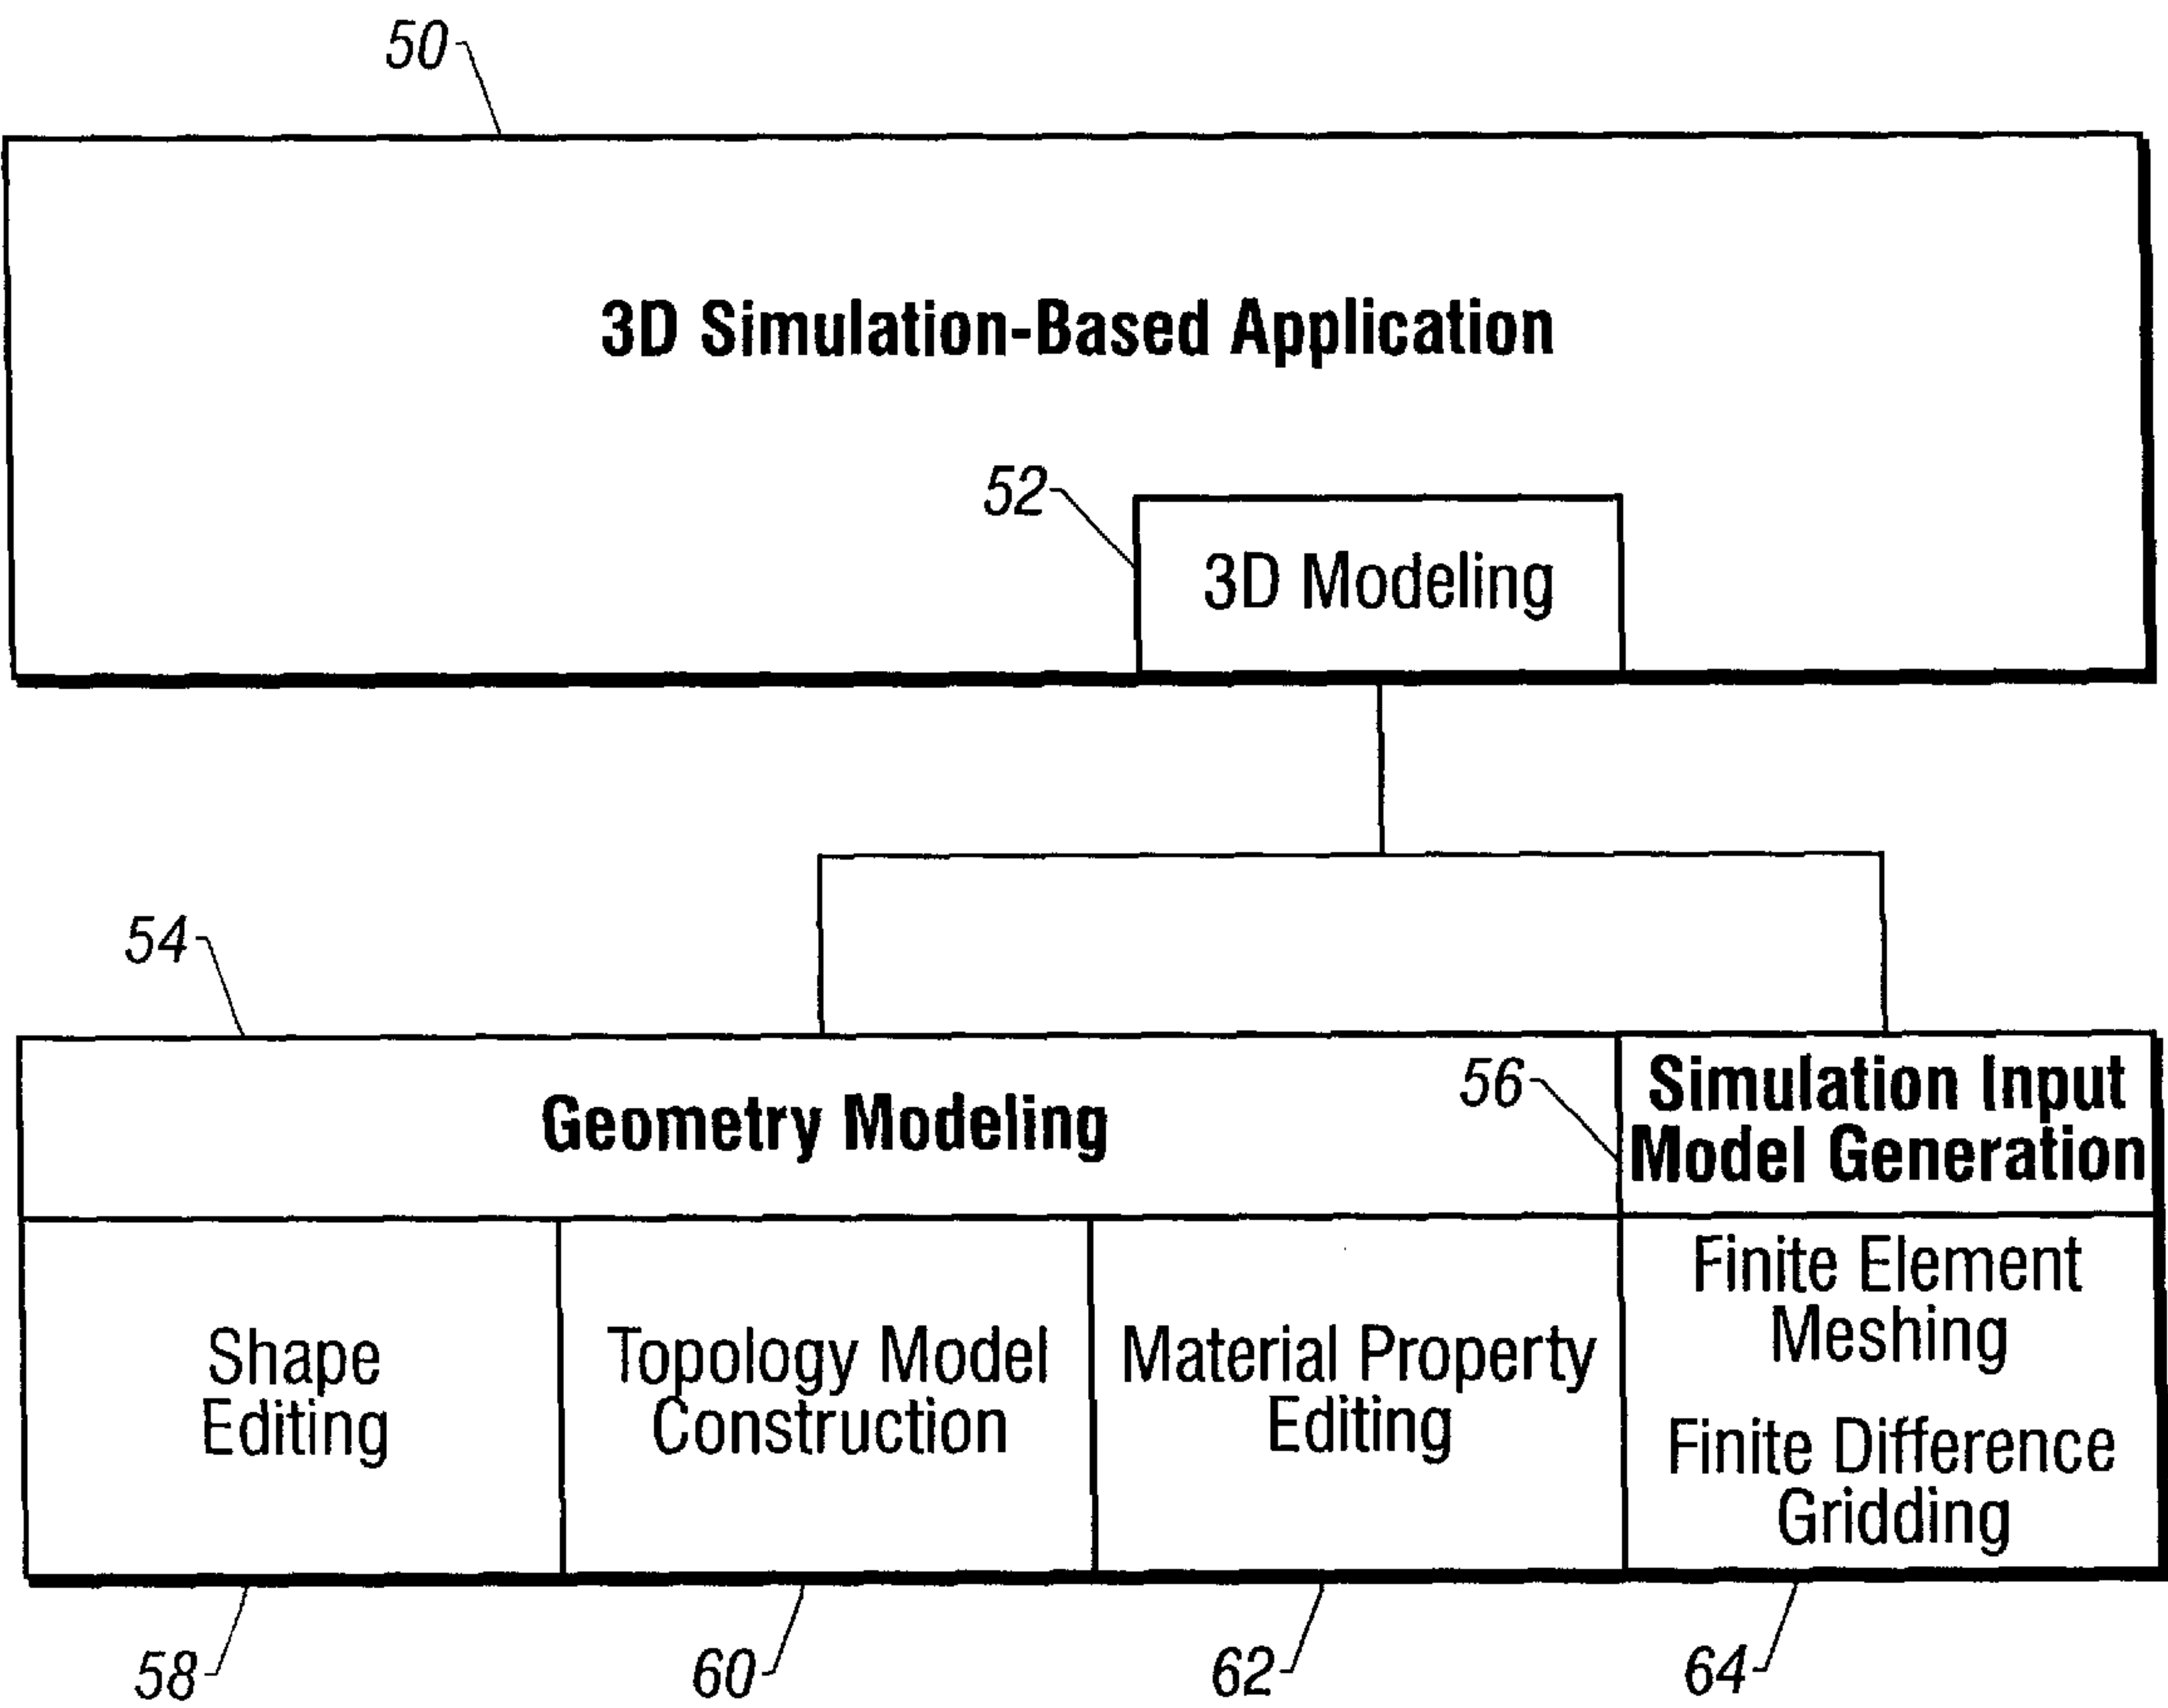 50
3D Simulation-Based Application
52
3D Modeling
54
Geometry Modeling
56
Simulation Input
Model Generation
Shape
Editing
Topology Model
Construction
Material Property
Editing
Finite Element
Meshing
Finite Difference
Gridding
58
60
62
64